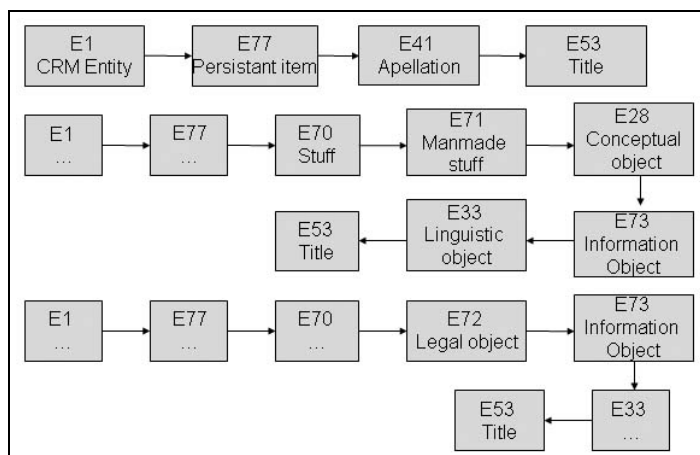 E1
CRM Entity
E77
Persistant item
E41
Apellation
E53
Title
E1
...
E77
...
E70
Stuff
E71
Manmade
stuff
E28
Conceptual
object
E53
Title
E33
Linguistic
object
E73
Information
Object
E1
...
E77
...
E70
...
E72
Legal object
E73
Information
Object
E53
Title
E33
...